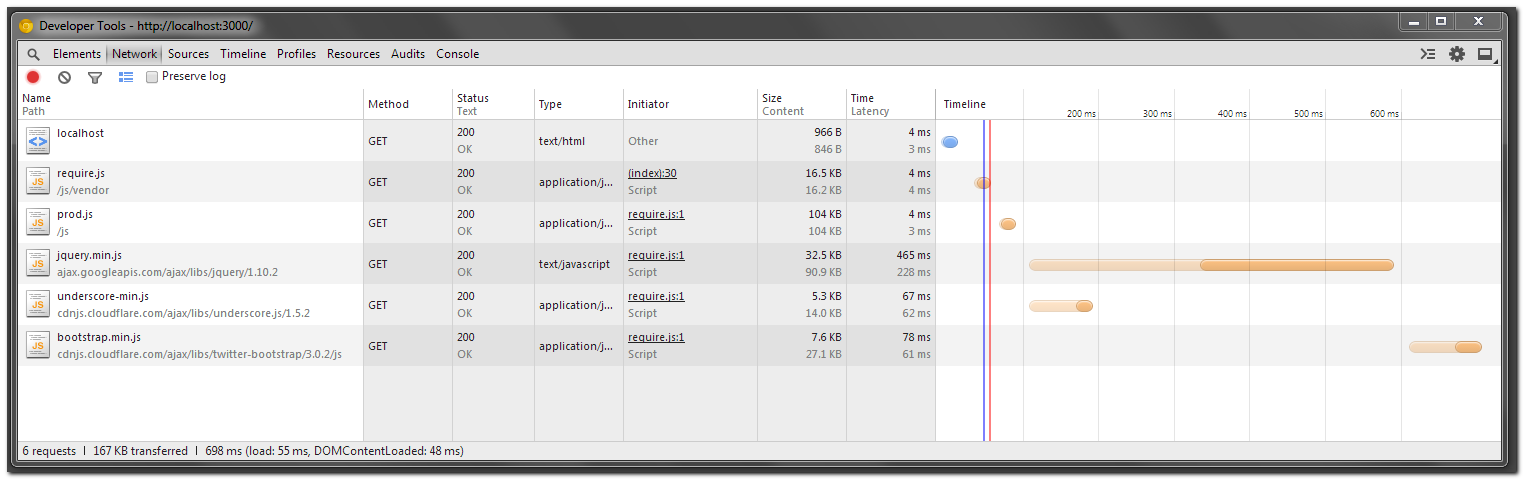 Developer Tools - http://localhost:3000/
Elements Network Sources Timeline Profiles Resources Audits Console
Preserve log
Name Path Method Status Text Type Initiator Size Content Time Latency Timeline 200 ms 300 ms 400 ms 500 ms 600 ms
localhost GET 200 OK text/html Other 966 B 846 B 4 ms 3 ms
require.js /js/vendor GET 200 OK application/j... (index):30 Script 16.5 KB 16.2 KB 4 ms 4 ms
prod.js /js GET 200 OK application/j... require.js:1 Script 104 KB 104 KB 4 ms 3 ms
jquery.min.js ajax.googleapis.com/ajax/libs/jquery/1.10.2 GET 200 OK text/javascript require.js:1 Script 32.5 KB 90.9 KB 465 ms 228 ms
underscore-min.js cdnjs.cloudflare.com/ajax/libs/underscore.js/1.5.2 GET 200 OK application/j... require.js:1 Script 5.3 KB 14.0 KB 67 ms 62 ms
bootstrap.min.js cdnjs.cloudflare.com/ajax/libs/twitter-bootstrap/3.0.2/js GET 200 OK application/j... require.js:1 Script 7.6 KB 27.1 KB 78 ms 61 ms
6 requests | 167 KB transferred | 698 ms (load: 55 ms, DOMContentLoaded: 48 ms)